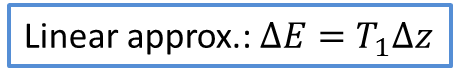 Linear approx.: ΔE = T₁Δz